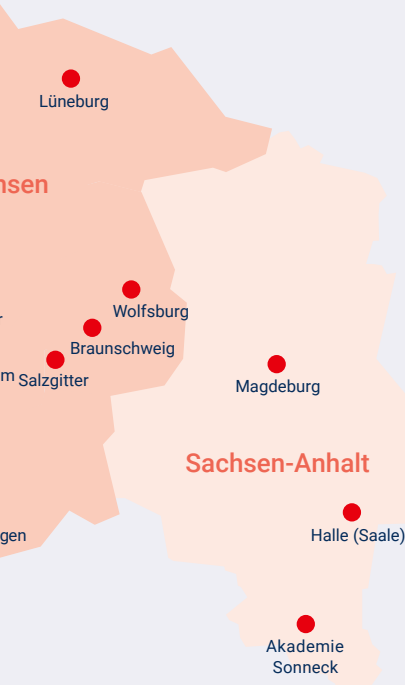 Lüneburg
nsen
Wolfsburg
r
Braunschweig
m Salzgitter
Magdeburg
Sachsen-Anhalt
Halle (Saale)
gen
Akademie
Sonneck